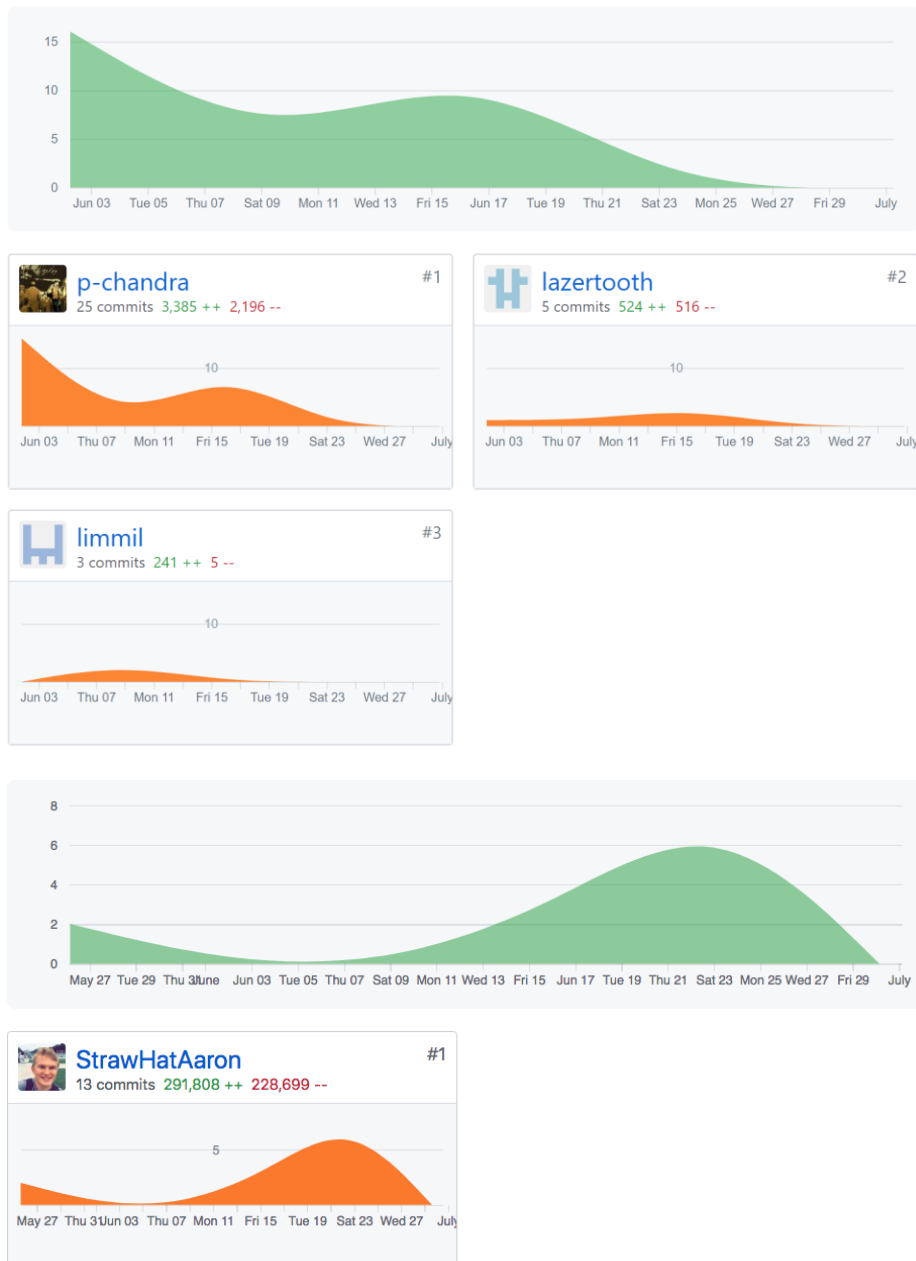 15
10
5
0
Jun 03 Tue 05 Thu 07 Sat 09 Mon 11 Wed 13 Fri 15 Jun 17 Tue 19 Thu 21 Sat 23 Mon 25 Wed 27 Fri 29 July
p-chandra #1
25 commits 3,385 ++ 2,196 --
10
Jun 03 Thu 07 Mon 11 Fri 15 Tue 19 Sat 23 Wed 27 July
lazertooth #2
5 commits 524 ++ 516 --
10
Jun 03 Thu 07 Mon 11 Fri 15 Tue 19 Sat 23 Wed 27 July
limmil #3
3 commits 241 ++ 5 --
10
Jun 03 Thu 07 Mon 11 Fri 15 Tue 19 Sat 23 Wed 27 July
8
6
4
2
0
May 27 Tue 29 Thu 31 June Jun 03 Tue 05 Thu 07 Sat 09 Mon 11 Wed 13 Fri 15 Jun 17 Tue 19 Thu 21 Sat 23 Mon 25 Wed 27 Fri 29 July
StrawHatAaron #1
13 commits 291,808 ++ 228,699 --
5
May 27 Thu 31 Jun 03 Thu 07 Mon 11 Fri 15 Tue 19 Sat 23 Wed 27 July